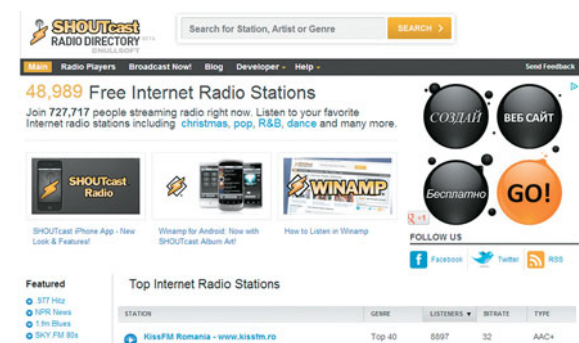 SHOUTcast
RADIO DIRECTORY BETA
NULLSOFT
Search for Station, Artist or Genre
SEARCH >
Main Radio Players Broadcast Now! Blog Developer Help Send Feedback
48,989 Free Internet Radio Stations
Join 727,717 people streaming radio right now. Listen to your favorite
Internet radio stations including christmas, pop, R&B, dance and many more.
СОЗДАЙ
ВЕБ САЙТ
Бесплатно
GO!
SHOUTcast
Radio
WINAMP
SHOUTcast iPhone App - New
Look & Features!
Winamp for Android: Now with
SHOUTcast Album Art!
How to Listen in Winamp
+1
FOLLOW US
Facebook Twitter RSS
Featured
.977 Hitz
NPR News
1.fm Blues
SKY.FM 80s
Top Internet Radio Stations
STATION GENRE LISTENERS ▼ BITRATE TYPE
KissFM Romania - www.kissfm.ro Top 40 8897 32 AAC+